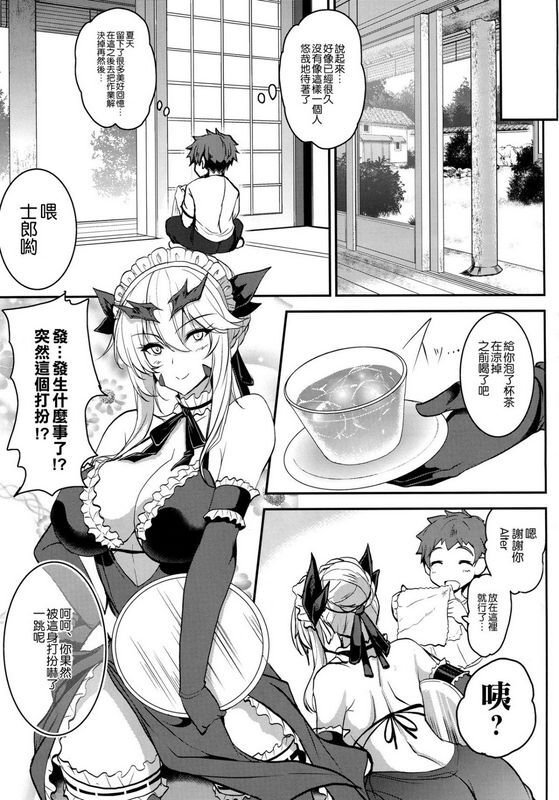 說起來…
好像已經很久
沒有像這樣一個人
悠哉地待著了
夏天
留下了很多美好回憶…
在這之後去把作業解
決掉再然後…
給你泡了杯茶
在涼掉
之前喝了吧
喂
士郎喲
發…發生什麼事了!?
突然這個打扮!?
嗯
謝謝你
Alter
放在這裡
就行了…
咦?
呵呵、你果然
被這身打扮嚇了
一跳呢